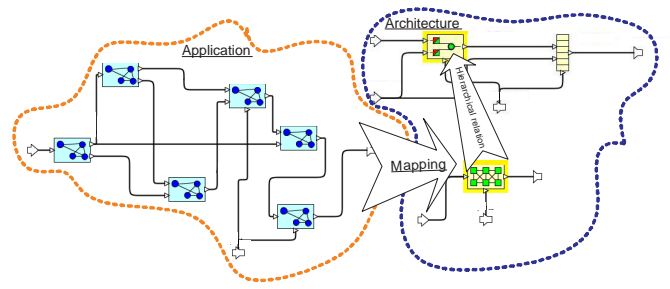 Application
Architecture
Hierarchical relation
Mapping